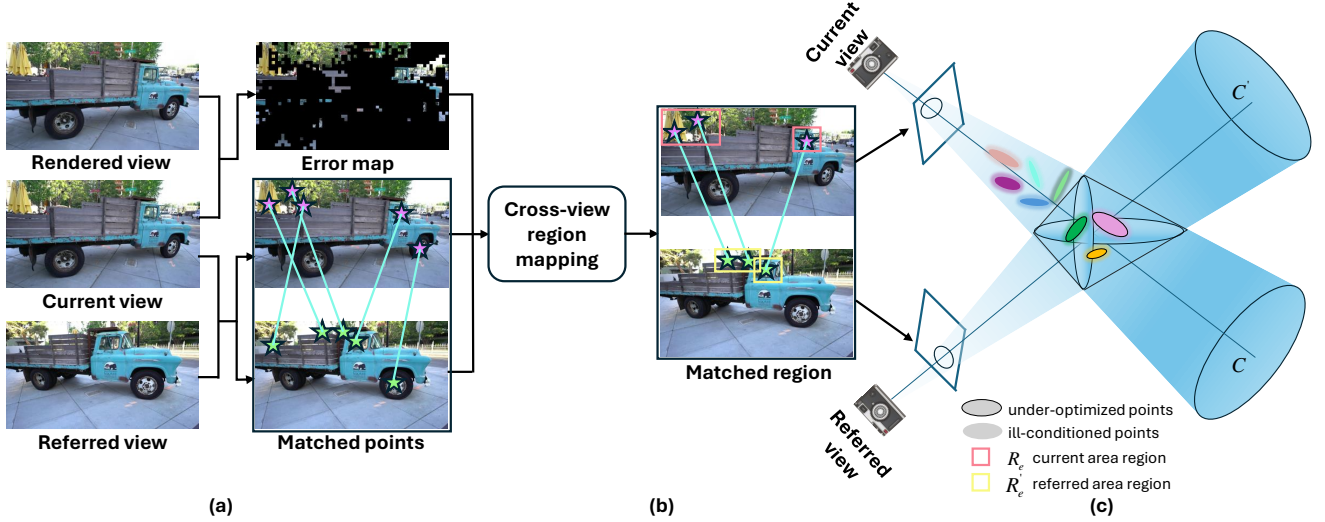 Rendered view
Error map
Current view
Referred view
Matched points
(a)
Cross-view
region
mapping
Matched region
(b)
Current
view
Referred
view
C'
C
under-optimized points
ill-conditioned points
Re current area region
R'e referred area region
(c)